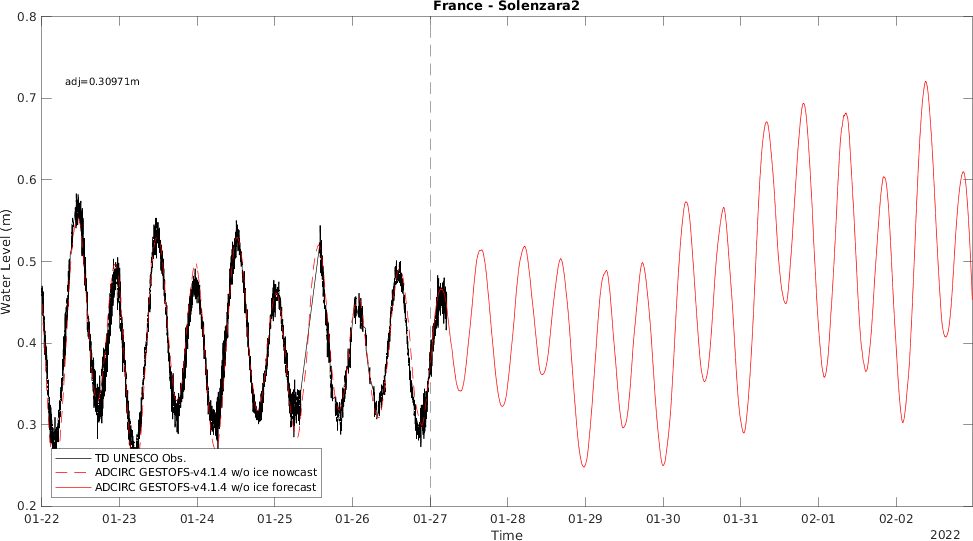 France - Solenzara2
0.8
0.7
0.6
0.5
0.4
0.3
0.2
Water Level (m)
adj=0.30971m
TD UNESCO Obs.
ADCIRC GESTOFS-v4.1.4 w/o ice nowcast
ADCIRC GESTOFS-v4.1.4 w/o ice forecast
01-22 01-23 01-24 01-25 01-26 01-27 01-28 01-29 01-30 01-31 02-01 02-02
Time
2022